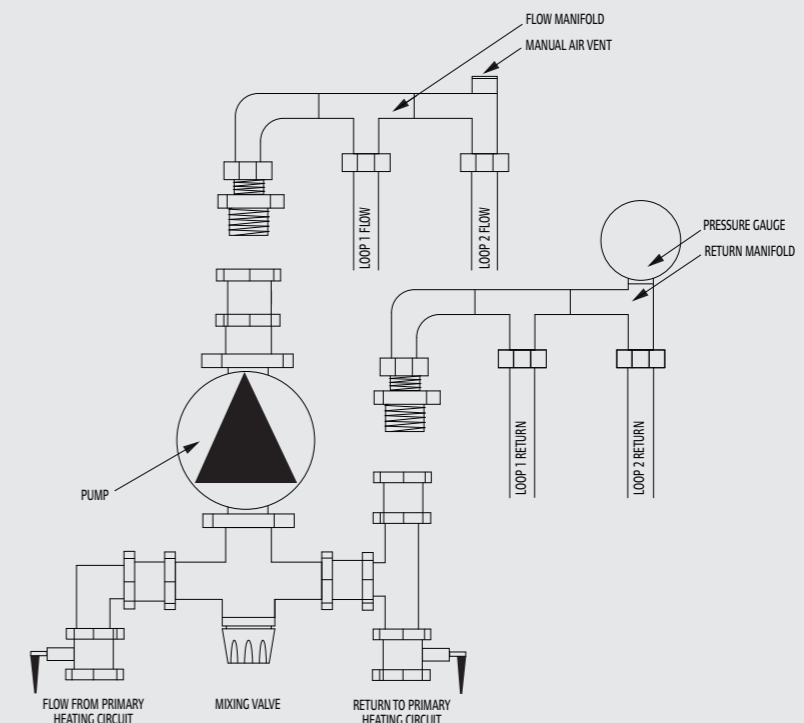 FLOW MANIFOLD
MANUAL AIR VENT
LOOP 1 FLOW
LOOP 2 FLOW
PRESSURE GAUGE
RETURN MANIFOLD
LOOP 1 RETURN
LOOP 2 RETURN
PUMP
FLOW FROM PRIMARY
HEATING CIRCUIT
MIXING VALVE
RETURN TO PRIMARY
HEATING CIRCUIT